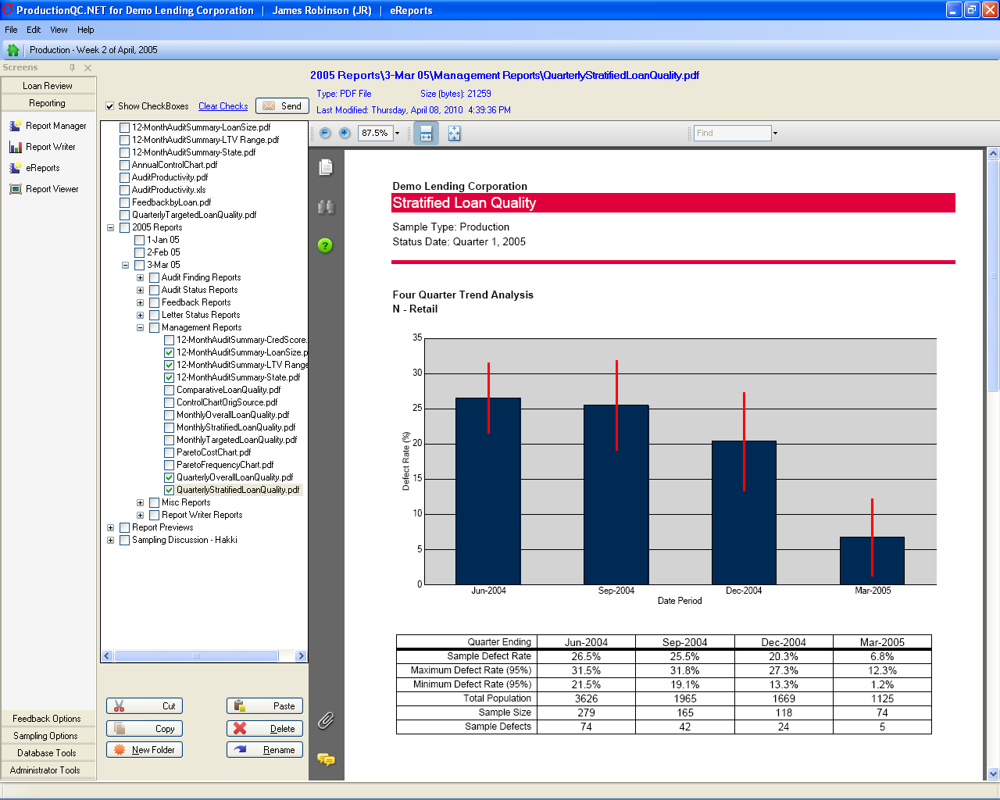 ProductionQC.NET for Demo Lending Corporation | James Robinson (JR) | eReports
File Edit View Help
Production - Week 2 of April, 2005
Screens
Loan Review
Reporting
Report Manager
Report Writer
eReports
Report Viewer
Feedback Options
Sampling Options
Database Tools
Administrator Tools
2005 Reports\3-Mar 05\Management Reports\QuarterlyStratifiedLoanQuality.pdf
Type: PDF File Size (bytes): 21259
Last Modified: Thursday, April 08, 2010 4:39:36 PM
Show CheckBoxes Clear Checks Send
12-MonthAuditSummary-LoanSize.pdf
12-MonthAuditSummary-LTV Range.pdf
12-MonthAuditSummary-State.pdf
AnnualControlChart.pdf
AuditProductivity.pdf
AuditProductivity.xls
FeedbackbyLoan.pdf
QuarterlyTargetedLoanQuality.pdf
2005 Reports
1-Jan 05
2-Feb 05
3-Mar 05
Audit Finding Reports
Audit Status Reports
Feedback Reports
Letter Status Reports
Management Reports
12-MonthAuditSummary-CredScore.
12-MonthAuditSummary-LoanSize.p
12-MonthAuditSummary-LTV Range
12-MonthAuditSummary-State.pdf
ComparativeLoanQuality.pdf
ControlChartOrigSource.pdf
MonthlyOverallLoanQuality.pdf
MonthlyStratifiedLoanQuality.pdf
MonthlyTargetedLoanQuality.pdf
ParetoCostChart.pdf
ParetoFrequencyChart.pdf
QuarterlyOverallLoanQuality.pdf
QuarterlyStratifiedLoanQuality.pdf
Misc Reports
Report Writer Reports
Report Previews
Sampling Discussion - Hakki
Cut Paste
Copy Delete
New Folder Rename
87.5% Find
Demo Lending Corporation
Stratified Loan Quality
Sample Type: Production
Status Date: Quarter 1, 2005
Four Quarter Trend Analysis
N - Retail
Defect Rate (%)
35
30
25
20
15
10
5
0
Jun-2004 Sep-2004 Dec-2004 Mar-2005
Date Period
Quarter Ending Jun-2004 Sep-2004 Dec-2004 Mar-2005
Sample Defect Rate 26.5% 25.5% 20.3% 6.8%
Maximum Defect Rate (95%) 31.5% 31.8% 27.3% 12.3%
Minimum Defect Rate (95%) 21.5% 19.1% 13.3% 1.2%
Total Population 3626 1965 1669 1125
Sample Size 279 165 118 74
Sample Defects 74 42 24 5